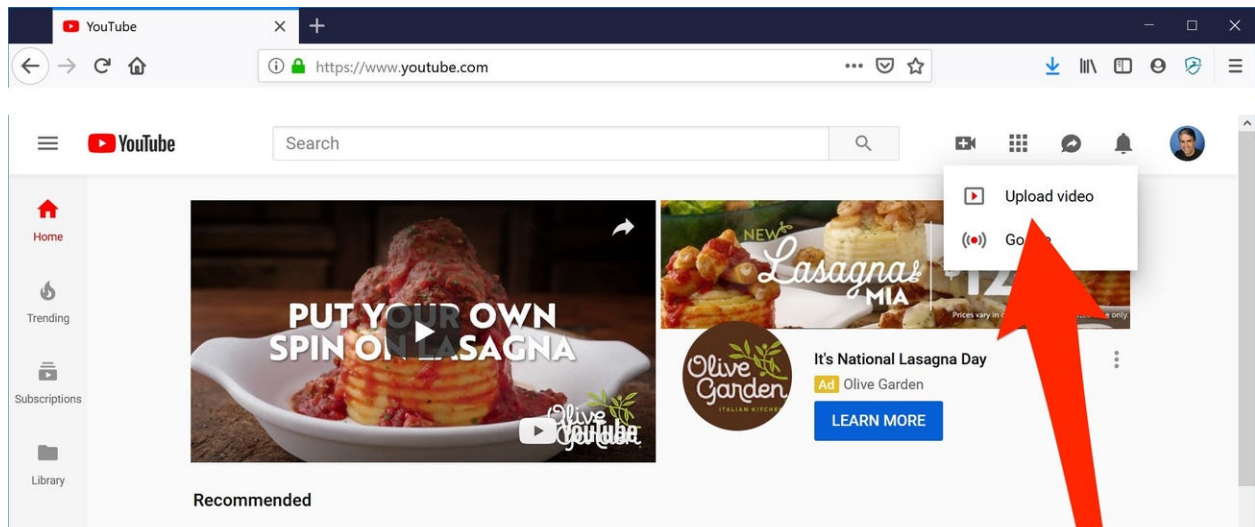 YouTube
https://www.youtube.com
YouTube
Search
Upload video
Home
Trending
Subscriptions
Library
PUT YOUR OWN
SPIN ON LASAGNA
Olive
Garden
YouTube
NEW
Lasagna
MIA
Prices vary in
only
Olive
Garden
ITALIAN KITCHEN
It's National Lasagna Day
Ad Olive Garden
LEARN MORE
Recommended